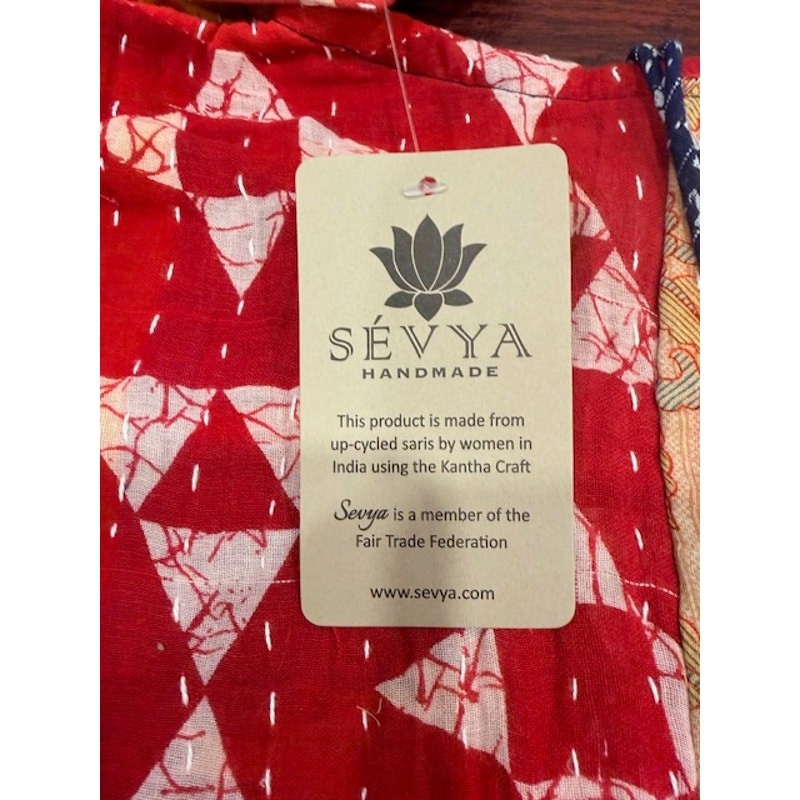 SÉVYA
HANDMADE
This product is made from
up-cycled saris by women in
India using the Kantha Craft
Sevya is a member of the
Fair Trade Federation
www.sevya.com